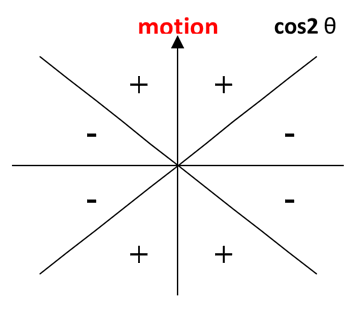 motion cos2 θ
+ +
- -
- -
+ +